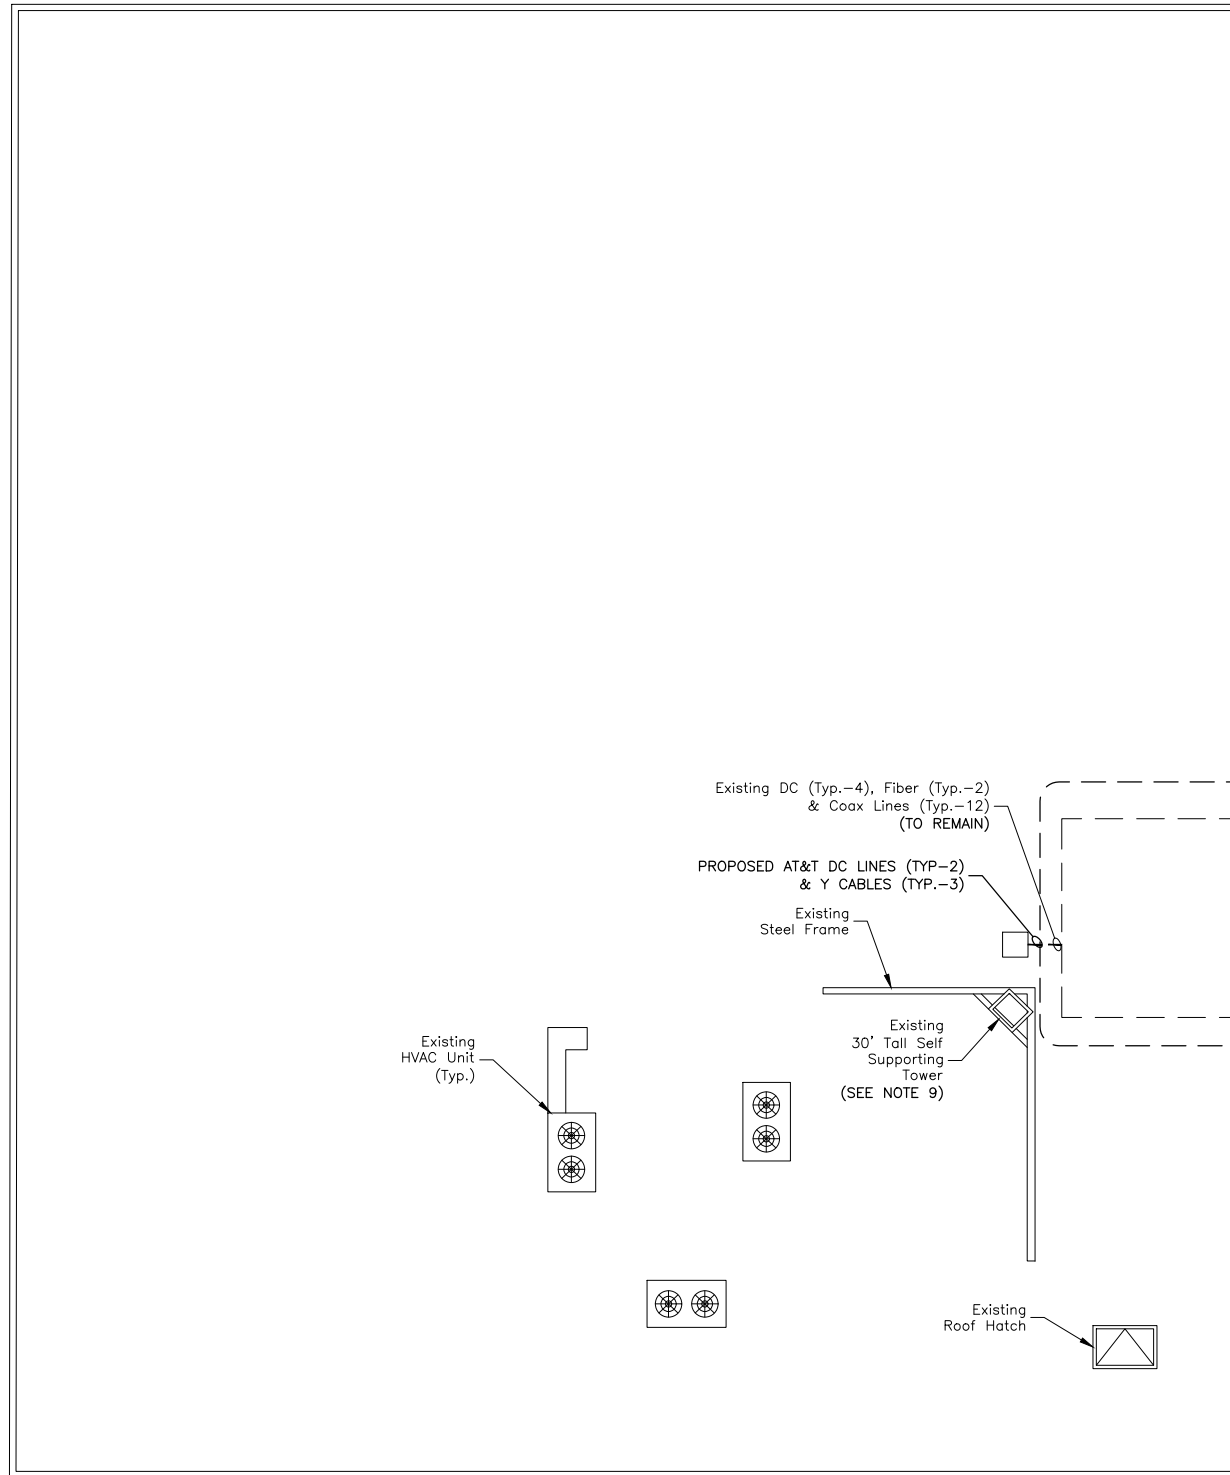 Existing DC (Typ.-4), Fiber (Typ.-2)
& Coax Lines (Typ.-12)
(TO REMAIN)
PROPOSED AT&T DC LINES (TYP-2)
& Y CABLES (TYP.-3)
Existing
Steel Frame
Existing
30' Tall Self
Supporting
Tower
(SEE NOTE 9)
Existing
HVAC Unit
(Typ.)
Existing
Roof Hatch